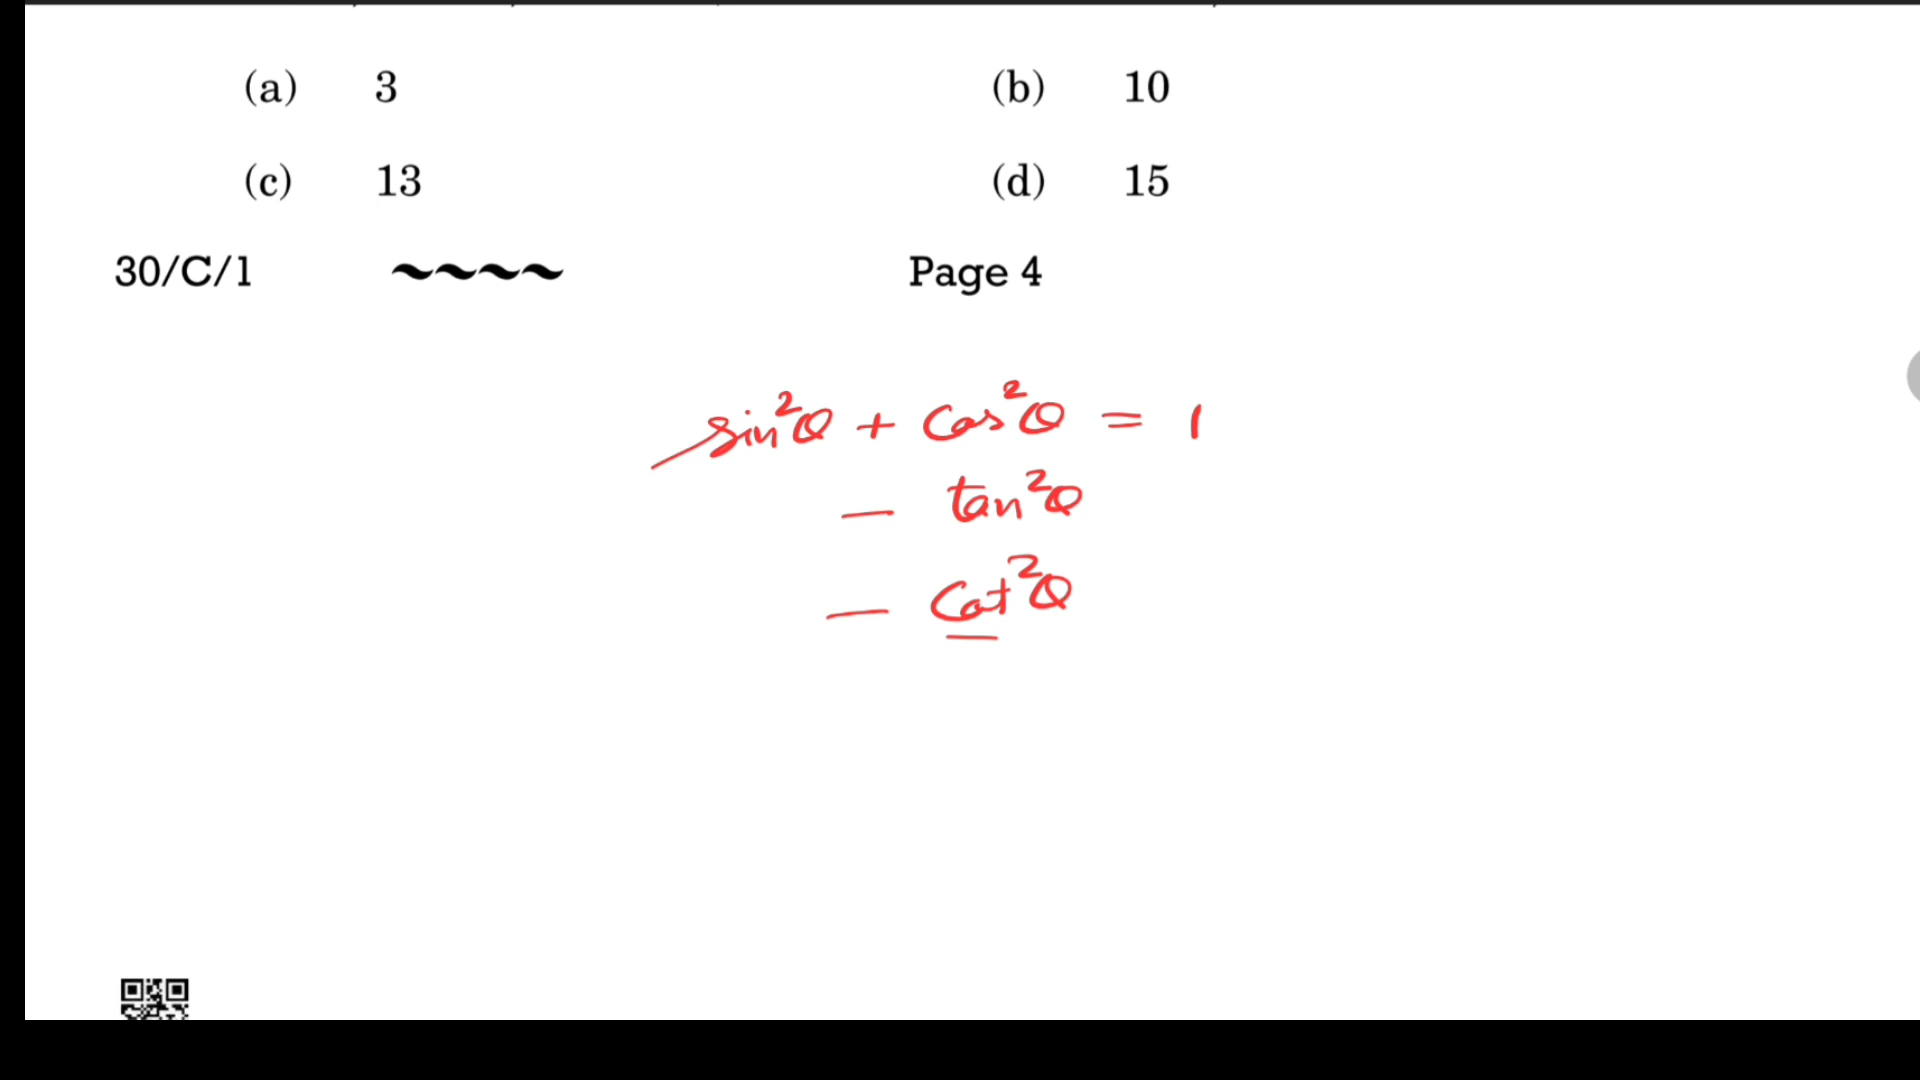 (a) 3 (b) 10
(c) 13 (d) 15
30/C/1 ~~~~ Page 4
sin²θ + cos²θ = 1
— tan²θ
— cot²θ